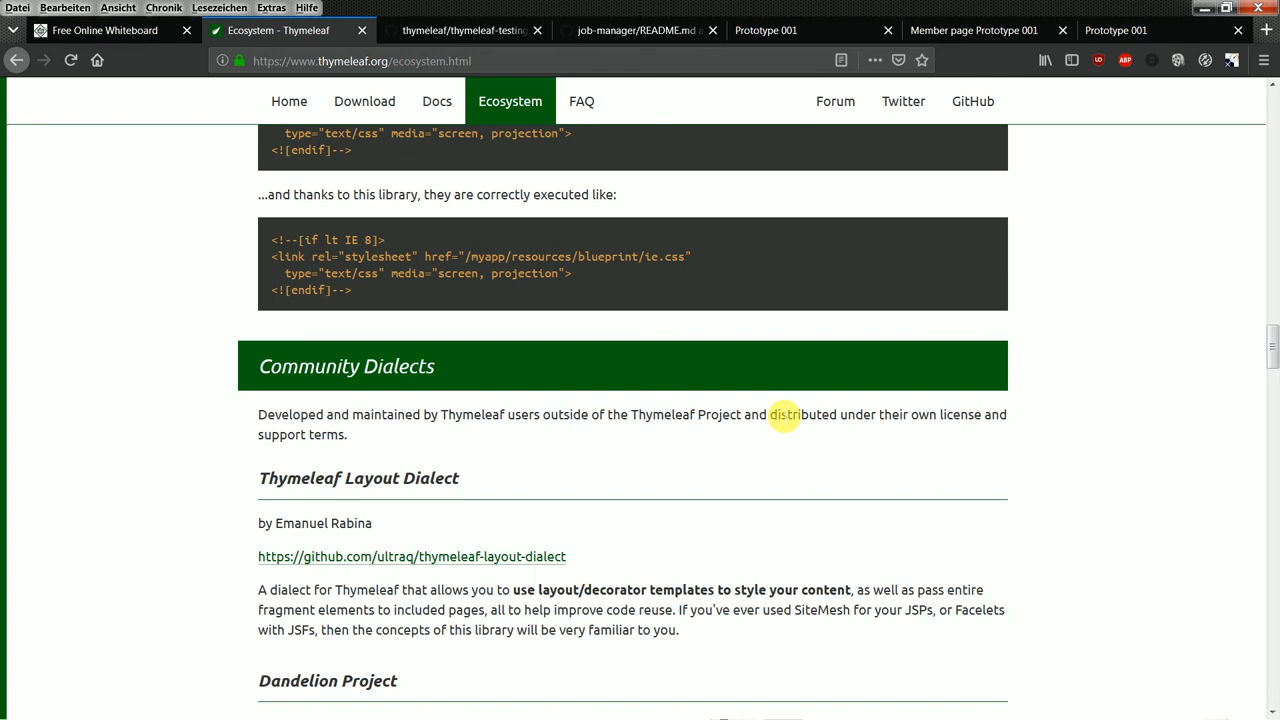 Datei Bearbeiten Ansicht Chronik Lesezeichen Extras Hilfe
Free Online Whiteboard
Ecosystem - Thymeleaf
thymeleaf/thymeleaf-testing
job-manager/README.md
Prototype 001
Member page Prototype 001
Prototype 001
https://www.thymeleaf.org/ecosystem.html
Home Download Docs Ecosystem FAQ Forum Twitter GitHub
type="text/css" media="screen, projection">
<![endif]-->
...and thanks to this library, they are correctly executed like:
<!--[if lt IE 8]>
<link rel="stylesheet" href="/myapp/resources/blueprint/ie.css"
type="text/css" media="screen, projection">
<![endif]-->
Community Dialects
Developed and maintained by Thymeleaf users outside of the Thymeleaf Project and distributed under their own license and
support terms.
Thymeleaf Layout Dialect
by Emanuel Rabina
https://github.com/ultraq/thymeleaf-layout-dialect
A dialect for Thymeleaf that allows you to use layout/decorator templates to style your content, as well as pass entire
fragment elements to included pages, all to help improve code reuse. If you've ever used SiteMesh for your JSPs, or Facelets
with JSFs, then the concepts of this library will be very familiar to you.
Dandelion Project